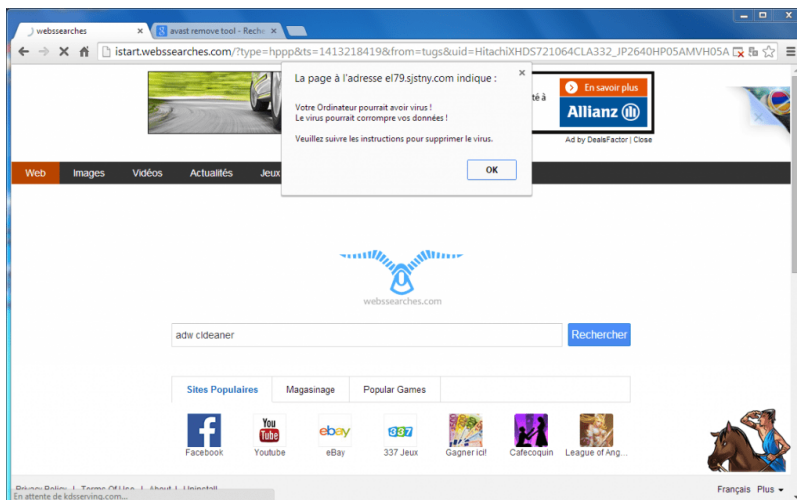 webssearches
avast remove tool - Reche
istart.webssearches.com/?type=hppp&ts=1413218419&from=tugs&uid=HitachiXHDS721064CLA332_JP2640HP05AMVH05A
La page à l'adresse el79.sjstny.com indique :
Votre Ordinateur pourrait avoir virus !
Le virus pourrait corrompre vos données !
Veuillez suivre les instructions pour supprimer le virus.
OK
té à
En savoir plus
Allianz
Ad by DealsFactor | Close
Web Images Vidéos Actualités Jeux
webssearches.com
adw cldeaner
Rechercher
Sites Populaires Magasinage Popular Games
You
Tube
ebay
337
Facebook Youtube eBay 337 Jeux Gagner ici! Cafecoquin League of Ang...
Privacy Policy | Terms Of Use | About | Uninstall
Français Plus
En attente de kdsserving.com...